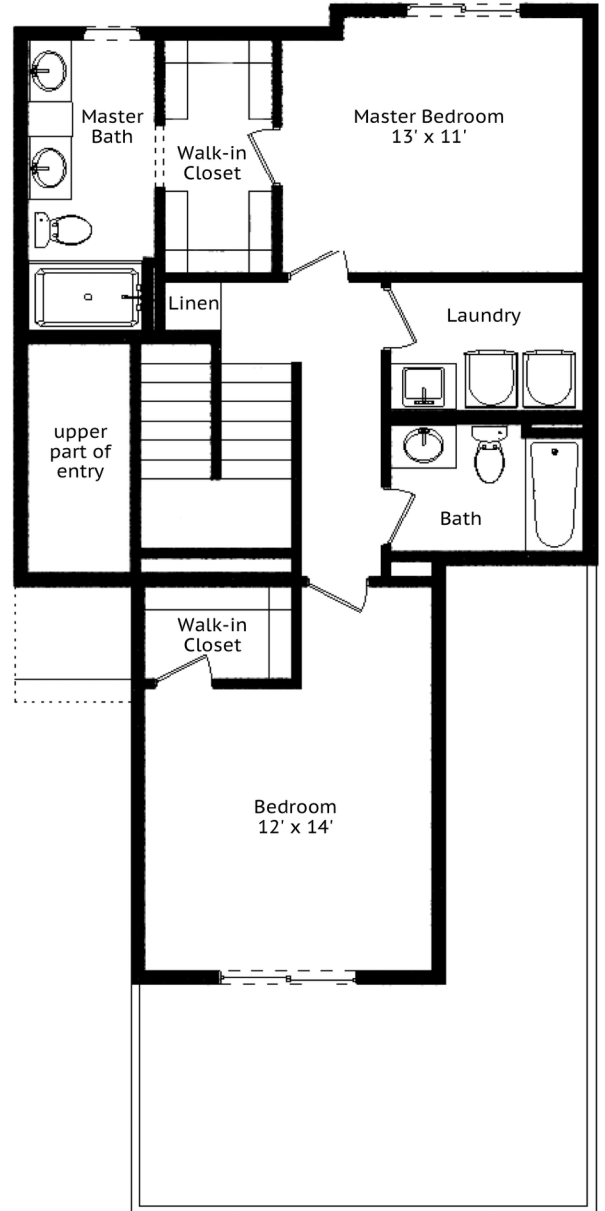 Master
Bath
Walk-in
Closet
Master Bedroom
13' x 11'
Linen
Laundry
upper
part of
entry
Bath
Walk-in
Closet
Bedroom
12' x 14'